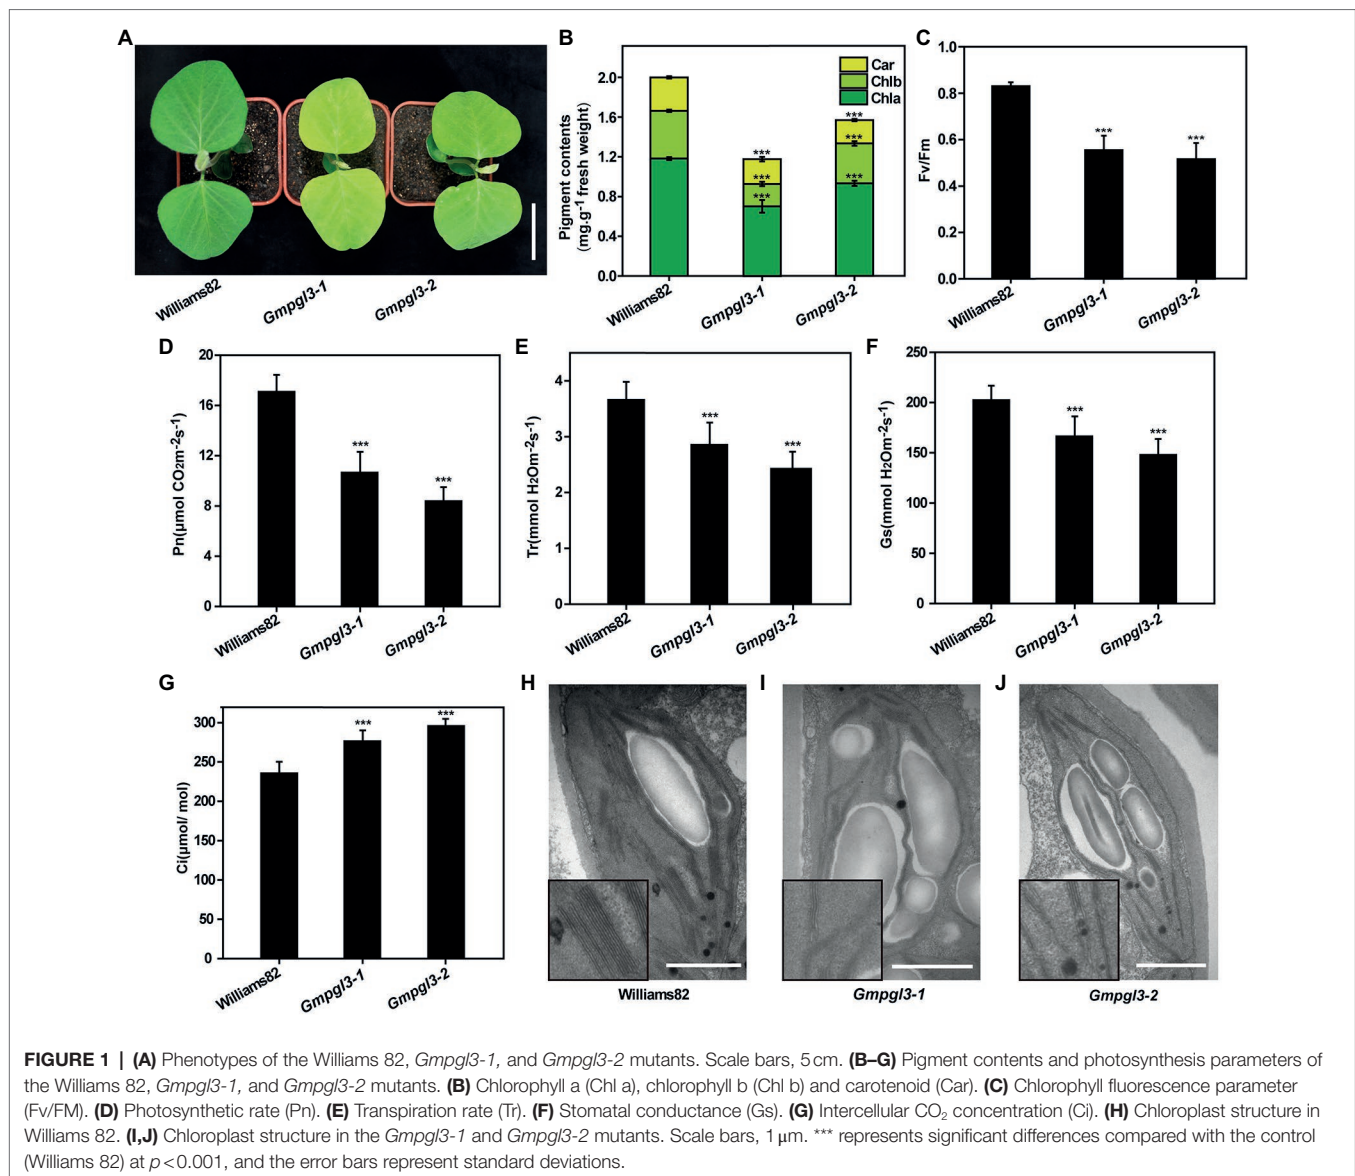 A
Williams82
Gmpgl3-1
Gmpgl3-2
B
Pigment contents
(mg.g-1 fresh weight)
2.0
1.6
1.2
0.8
0.4
0.0
Car
Chlb
Chla
***
***
***
***
***
***
Williams82
Gmpgl3-1
Gmpgl3-2
C
Fv/Fm
1.0
0.8
0.6
0.4
0.2
0.0
***
***
Williams82
Gmpgl3-1
Gmpgl3-2
D
Pn(μmol CO2m-2s-1)
20
16
12
8
4
0
***
***
Williams82
Gmpgl3-1
Gmpgl3-2
E
Tr(mmol H2Om-2s-1)
4
3
2
1
0
***
***
Williams82
Gmpgl3-1
Gmpgl3-2
F
Gs(mmol H2Om-2s-1)
250
200
150
100
50
0
***
***
Williams82
Gmpgl3-1
Gmpgl3-2
G
Ci(μmol/ mol)
300
250
200
150
100
50
0
***
***
Williams82
Gmpgl3-1
Gmpgl3-2
H
Williams82
I
Gmpgl3-1
J
Gmpgl3-2
FIGURE 1 | (A) Phenotypes of the Williams 82, Gmpgl3-1, and Gmpgl3-2 mutants. Scale bars, 5 cm. (B–G) Pigment contents and photosynthesis parameters of
the Williams 82, Gmpgl3-1, and Gmpgl3-2 mutants. (B) Chlorophyll a (Chl a), chlorophyll b (Chl b) and carotenoid (Car). (C) Chlorophyll fluorescence parameter
(Fv/FM). (D) Photosynthetic rate (Pn). (E) Transpiration rate (Tr). (F) Stomatal conductance (Gs). (G) Intercellular CO2 concentration (Ci). (H) Chloroplast structure in
Williams 82. (I,J) Chloroplast structure in the Gmpgl3-1 and Gmpgl3-2 mutants. Scale bars, 1 μm. *** represents significant differences compared with the control
(Williams 82) at p < 0.001, and the error bars represent standard deviations.